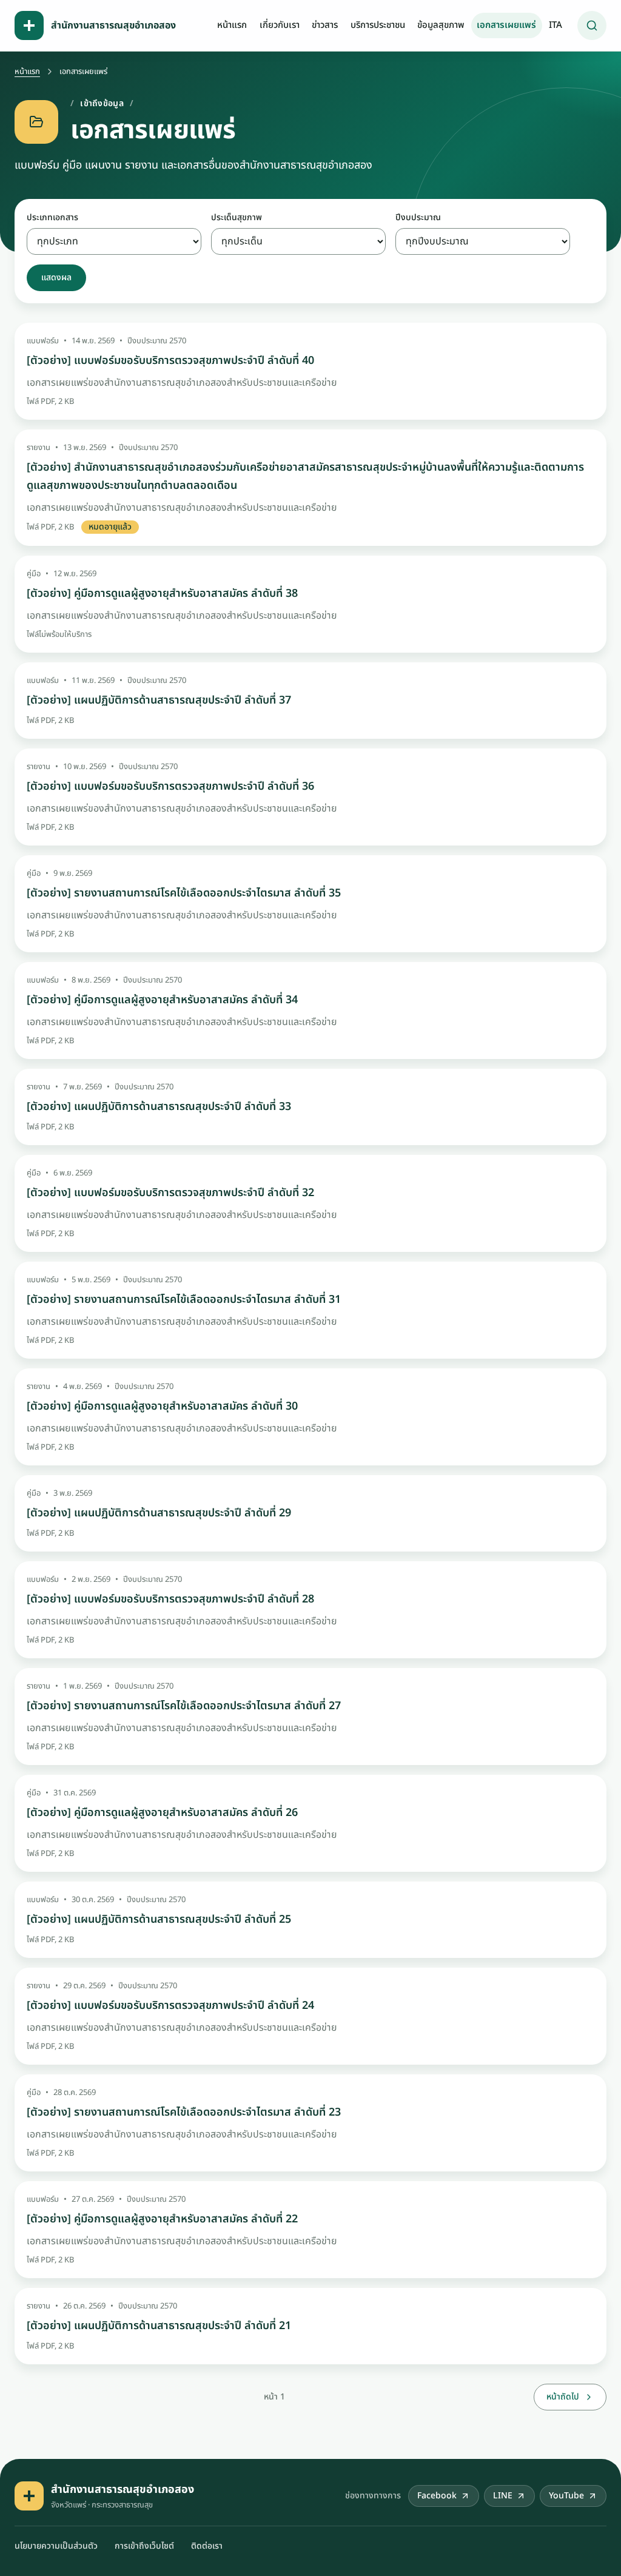 สำนักงานสาธารณสุขอำเภอสอง
หน้าแรก เกี่ยวกับเรา ข่าวสาร บริการประชาชน ข้อมูลสุขภาพ เอกสารเผยแพร่ ITA
หน้าแรก > เอกสารเผยแพร่
/ เข้าถึงข้อมูล /
เอกสารเผยแพร่
แบบฟอร์ม คู่มือ แผนงาน รายงาน และเอกสารอื่นของสำนักงานสาธารณสุขอำเภอสอง
ประเภทเอกสาร ประเด็นสุขภาพ ปีงบประมาณ
ทุกประเภท ทุกประเด็น ทุกปีงบประมาณ
แสดงผล
แบบฟอร์ม • 14 พ.ย. 2569 • ปีงบประมาณ 2570
[ตัวอย่าง] แบบฟอร์มขอรับบริการตรวจสุขภาพประจำปี ลำดับที่ 40
เอกสารเผยแพร่ของสำนักงานสาธารณสุขอำเภอสองสำหรับประชาชนและเครือข่าย
ไฟล์ PDF, 2 KB
รายงาน • 13 พ.ย. 2569 • ปีงบประมาณ 2570
[ตัวอย่าง] สำนักงานสาธารณสุขอำเภอสองร่วมกับเครือข่ายอาสาสมัครสาธารณสุขประจำหมู่บ้านลงพื้นที่ให้ความรู้และติดตามการ
ดูแลสุขภาพของประชาชนในทุกตำบลตลอดเดือน
เอกสารเผยแพร่ของสำนักงานสาธารณสุขอำเภอสองสำหรับประชาชนและเครือข่าย
ไฟล์ PDF, 2 KB หมดอายุแล้ว
คู่มือ • 12 พ.ย. 2569
[ตัวอย่าง] คู่มือการดูแลผู้สูงอายุสำหรับอาสาสมัคร ลำดับที่ 38
เอกสารเผยแพร่ของสำนักงานสาธารณสุขอำเภอสองสำหรับประชาชนและเครือข่าย
ไฟล์ไม่พร้อมให้บริการ
แบบฟอร์ม • 11 พ.ย. 2569 • ปีงบประมาณ 2570
[ตัวอย่าง] แผนปฏิบัติการด้านสาธารณสุขประจำปี ลำดับที่ 37
ไฟล์ PDF, 2 KB
รายงาน • 10 พ.ย. 2569 • ปีงบประมาณ 2570
[ตัวอย่าง] แบบฟอร์มขอรับบริการตรวจสุขภาพประจำปี ลำดับที่ 36
เอกสารเผยแพร่ของสำนักงานสาธารณสุขอำเภอสองสำหรับประชาชนและเครือข่าย
ไฟล์ PDF, 2 KB
คู่มือ • 9 พ.ย. 2569
[ตัวอย่าง] รายงานสถานการณ์โรคไข้เลือดออกประจำไตรมาส ลำดับที่ 35
เอกสารเผยแพร่ของสำนักงานสาธารณสุขอำเภอสองสำหรับประชาชนและเครือข่าย
ไฟล์ PDF, 2 KB
แบบฟอร์ม • 8 พ.ย. 2569 • ปีงบประมาณ 2570
[ตัวอย่าง] คู่มือการดูแลผู้สูงอายุสำหรับอาสาสมัคร ลำดับที่ 34
เอกสารเผยแพร่ของสำนักงานสาธารณสุขอำเภอสองสำหรับประชาชนและเครือข่าย
ไฟล์ PDF, 2 KB
รายงาน • 7 พ.ย. 2569 • ปีงบประมาณ 2570
[ตัวอย่าง] แผนปฏิบัติการด้านสาธารณสุขประจำปี ลำดับที่ 33
ไฟล์ PDF, 2 KB
คู่มือ • 6 พ.ย. 2569
[ตัวอย่าง] แบบฟอร์มขอรับบริการตรวจสุขภาพประจำปี ลำดับที่ 32
เอกสารเผยแพร่ของสำนักงานสาธารณสุขอำเภอสองสำหรับประชาชนและเครือข่าย
ไฟล์ PDF, 2 KB
แบบฟอร์ม • 5 พ.ย. 2569 • ปีงบประมาณ 2570
[ตัวอย่าง] รายงานสถานการณ์โรคไข้เลือดออกประจำไตรมาส ลำดับที่ 31
เอกสารเผยแพร่ของสำนักงานสาธารณสุขอำเภอสองสำหรับประชาชนและเครือข่าย
ไฟล์ PDF, 2 KB
รายงาน • 4 พ.ย. 2569 • ปีงบประมาณ 2570
[ตัวอย่าง] คู่มือการดูแลผู้สูงอายุสำหรับอาสาสมัคร ลำดับที่ 30
เอกสารเผยแพร่ของสำนักงานสาธารณสุขอำเภอสองสำหรับประชาชนและเครือข่าย
ไฟล์ PDF, 2 KB
คู่มือ • 3 พ.ย. 2569
[ตัวอย่าง] แผนปฏิบัติการด้านสาธารณสุขประจำปี ลำดับที่ 29
ไฟล์ PDF, 2 KB
แบบฟอร์ม • 2 พ.ย. 2569 • ปีงบประมาณ 2570
[ตัวอย่าง] แบบฟอร์มขอรับบริการตรวจสุขภาพประจำปี ลำดับที่ 28
เอกสารเผยแพร่ของสำนักงานสาธารณสุขอำเภอสองสำหรับประชาชนและเครือข่าย
ไฟล์ PDF, 2 KB
รายงาน • 1 พ.ย. 2569 • ปีงบประมาณ 2570
[ตัวอย่าง] รายงานสถานการณ์โรคไข้เลือดออกประจำไตรมาส ลำดับที่ 27
เอกสารเผยแพร่ของสำนักงานสาธารณสุขอำเภอสองสำหรับประชาชนและเครือข่าย
ไฟล์ PDF, 2 KB
คู่มือ • 31 ต.ค. 2569
[ตัวอย่าง] คู่มือการดูแลผู้สูงอายุสำหรับอาสาสมัคร ลำดับที่ 26
เอกสารเผยแพร่ของสำนักงานสาธารณสุขอำเภอสองสำหรับประชาชนและเครือข่าย
ไฟล์ PDF, 2 KB
แบบฟอร์ม • 30 ต.ค. 2569 • ปีงบประมาณ 2570
[ตัวอย่าง] แผนปฏิบัติการด้านสาธารณสุขประจำปี ลำดับที่ 25
ไฟล์ PDF, 2 KB
รายงาน • 29 ต.ค. 2569 • ปีงบประมาณ 2570
[ตัวอย่าง] แบบฟอร์มขอรับบริการตรวจสุขภาพประจำปี ลำดับที่ 24
เอกสารเผยแพร่ของสำนักงานสาธารณสุขอำเภอสองสำหรับประชาชนและเครือข่าย
ไฟล์ PDF, 2 KB
คู่มือ • 28 ต.ค. 2569
[ตัวอย่าง] รายงานสถานการณ์โรคไข้เลือดออกประจำไตรมาส ลำดับที่ 23
เอกสารเผยแพร่ของสำนักงานสาธารณสุขอำเภอสองสำหรับประชาชนและเครือข่าย
ไฟล์ PDF, 2 KB
แบบฟอร์ม • 27 ต.ค. 2569 • ปีงบประมาณ 2570
[ตัวอย่าง] คู่มือการดูแลผู้สูงอายุสำหรับอาสาสมัคร ลำดับที่ 22
เอกสารเผยแพร่ของสำนักงานสาธารณสุขอำเภอสองสำหรับประชาชนและเครือข่าย
ไฟล์ PDF, 2 KB
รายงาน • 26 ต.ค. 2569 • ปีงบประมาณ 2570
[ตัวอย่าง] แผนปฏิบัติการด้านสาธารณสุขประจำปี ลำดับที่ 21
ไฟล์ PDF, 2 KB
หน้า 1 หน้าถัดไป
สำนักงานสาธารณสุขอำเภอสอง
จังหวัดแพร่ · กระทรวงสาธารณสุข
ช่องทางทางการ Facebook LINE YouTube
นโยบายความเป็นส่วนตัว การเข้าถึงเว็บไซต์ ติดต่อเรา